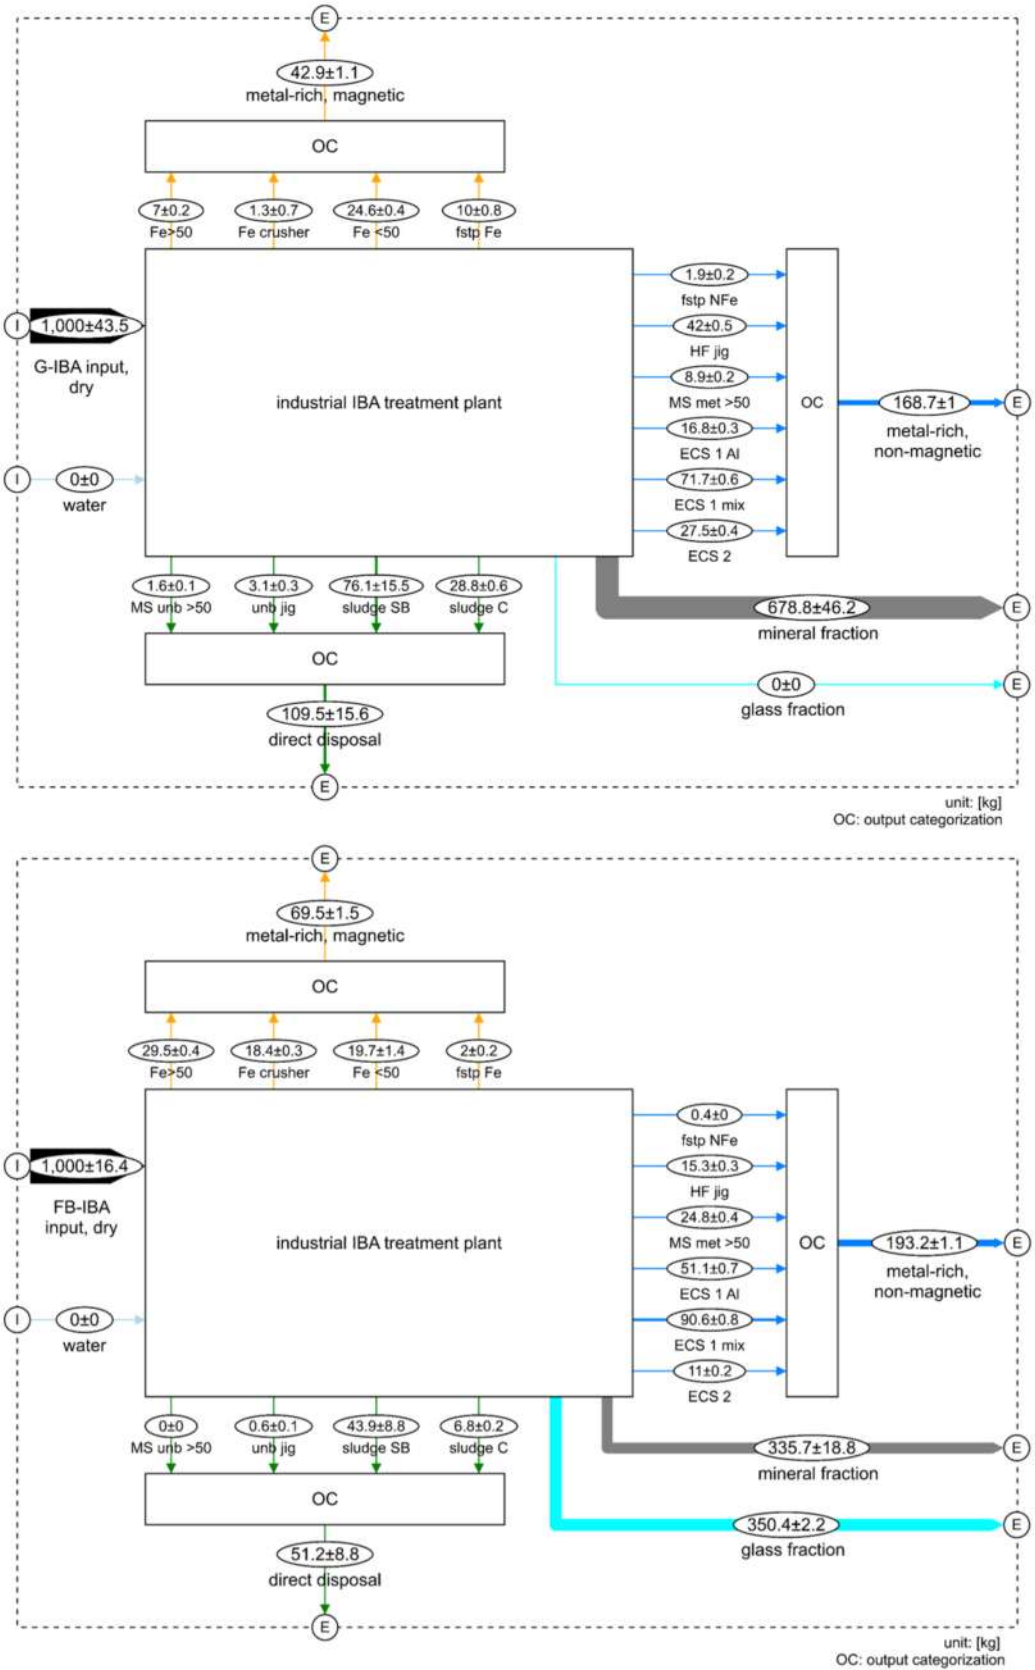 E
42.9±1.1
metal-rich, magnetic
OC
7±0.2
1.3±0.7
24.6±0.4
10±0.8
Fe>50
Fe crusher
Fe <50
fstp Fe
1.9±0.2
fstp NFe
I
1,000±43.5
42±0.5
HF jig
G-IBA input,
dry
8.9±0.2
MS met >50
industrial IBA treatment plant
OC
168.7±1
E
metal-rich,
non-magnetic
16.8±0.3
ECS 1 Al
I
0±0
water
71.7±0.6
ECS 1 mix
27.5±0.4
ECS 2
1.6±0.1
3.1±0.3
76.1±15.5
28.8±0.6
MS unb >50
unb jig
sludge SB
sludge C
678.8±46.2
E
mineral fraction
OC
0±0
E
glass fraction
109.5±15.6
direct disposal
E
unit: [kg]
OC: output categorization
E
69.5±1.5
metal-rich, magnetic
OC
29.5±0.4
18.4±0.3
19.7±1.4
2±0.2
Fe>50
Fe crusher
Fe <50
fstp Fe
0.4±0
fstp NFe
I
1,000±16.4
15.3±0.3
HF jig
FB-IBA
input, dry
24.8±0.4
MS met >50
industrial IBA treatment plant
OC
193.2±1.1
E
metal-rich,
non-magnetic
51.1±0.7
ECS 1 Al
I
0±0
water
90.6±0.8
ECS 1 mix
11±0.2
ECS 2
0±0
0.6±0.1
43.9±8.8
6.8±0.2
MS unb >50
unb jig
sludge SB
sludge C
335.7±18.8
E
mineral fraction
OC
350.4±2.2
E
glass fraction
51.2±8.8
direct disposal
E
unit: [kg]
OC: output categorization